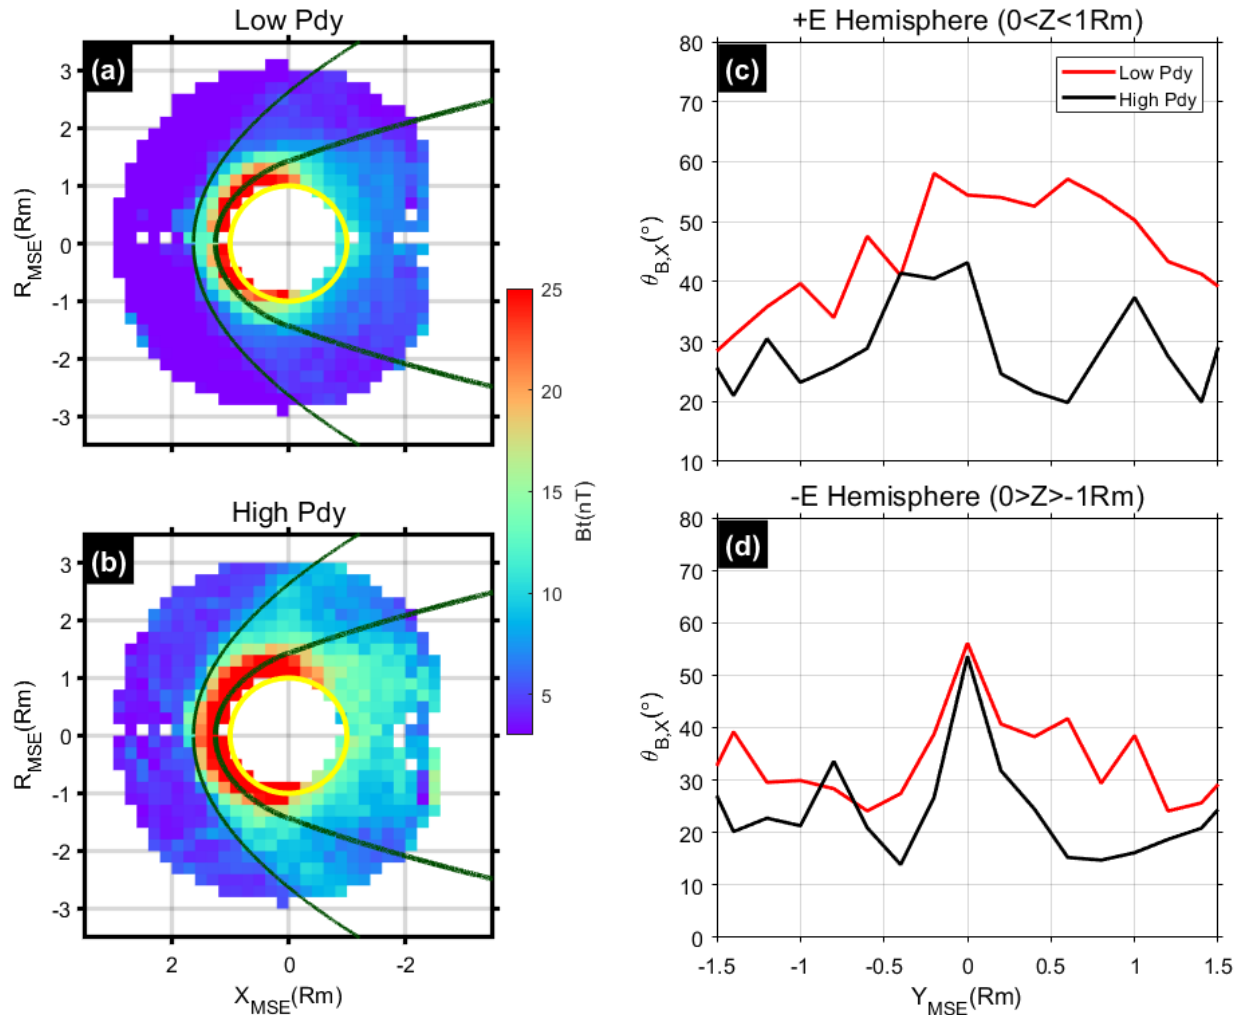 Low Pdy
(a)
3
2
1
0
-1
-2
-3
R_MSE(Rm)
High Pdy
(b)
3
2
1
0
-1
-2
-3
R_MSE(Rm)
2
0
-2
X_MSE(Rm)
25
20
15
10
5
Bt(nT)
+E Hemisphere (0<Z<1Rm)
(c)
Low Pdy
High Pdy
80
70
60
50
40
30
20
10
θ_B,X(°)
-E Hemisphere (0>Z>-1Rm)
(d)
80
70
60
50
40
30
20
10
0
θ_B,X(°)
-1.5
-1
-0.5
0
0.5
1
1.5
Y_MSE(Rm)